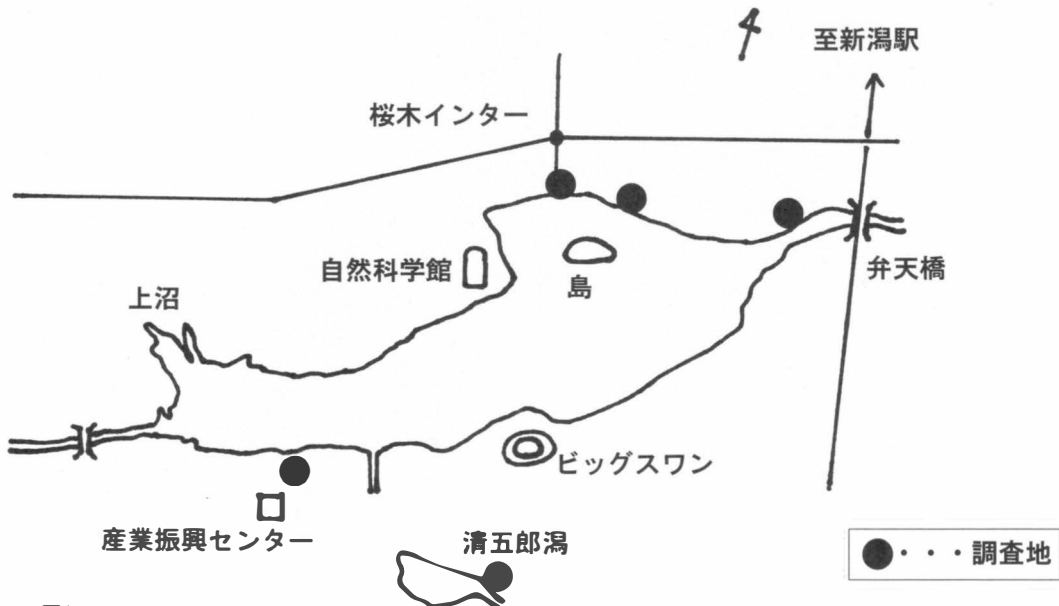 至新潟駅
桜木インター
自然科学館
島
弁天橋
上沼
ビッグスワン
産業振興センター
清五郎潟
●・・・調査地